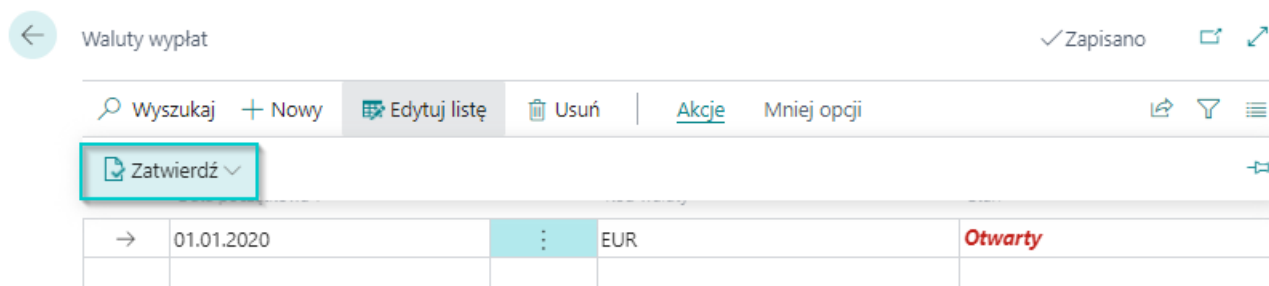 Waluty wypłat
Zapisano
Wyszukaj Nowy Edytuj listę Usuń Akcje Mniej opcji
Zatwierdź
01.01.2020 EUR Otwarty